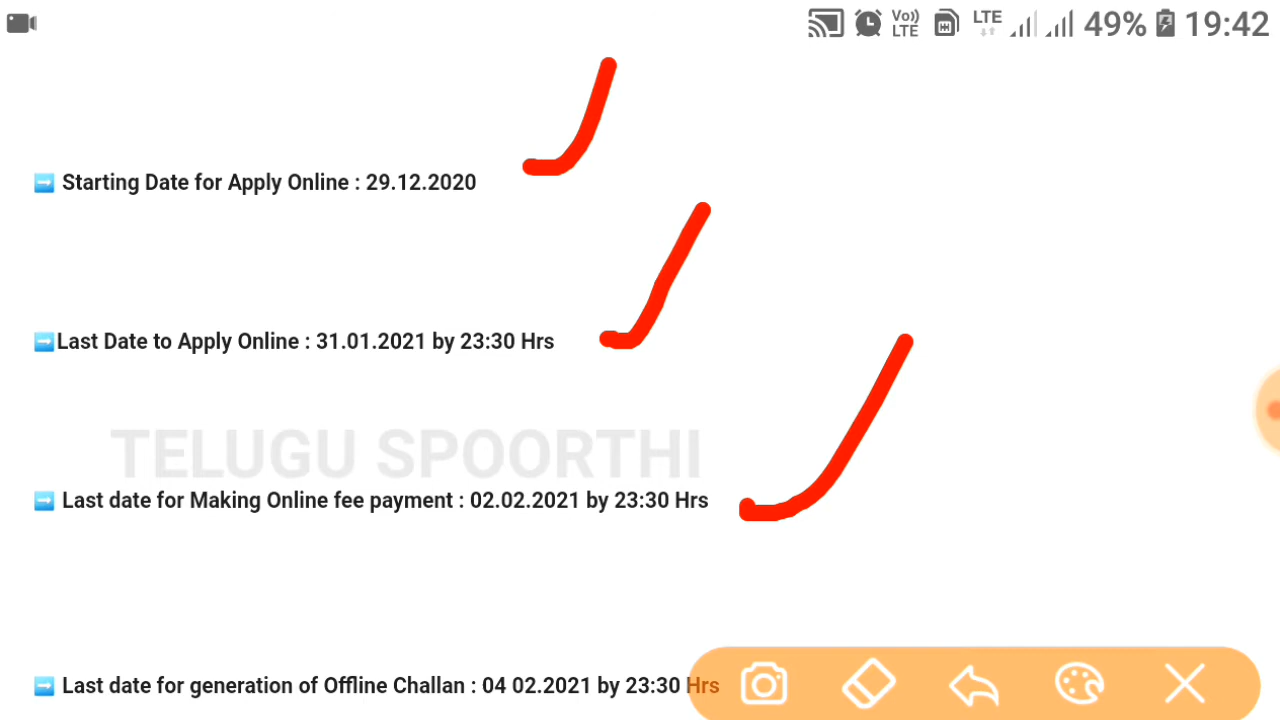 Vo)) LTE LTE 49% 19:42
➡ Starting Date for Apply Online : 29.12.2020
➡Last Date to Apply Online : 31.01.2021 by 23:30 Hrs
TELUGU SPOORTHI
➡ Last date for Making Online fee payment : 02.02.2021 by 23:30 Hrs
➡ Last date for generation of Offline Challan : 04 02.2021 by 23:30 Hrs